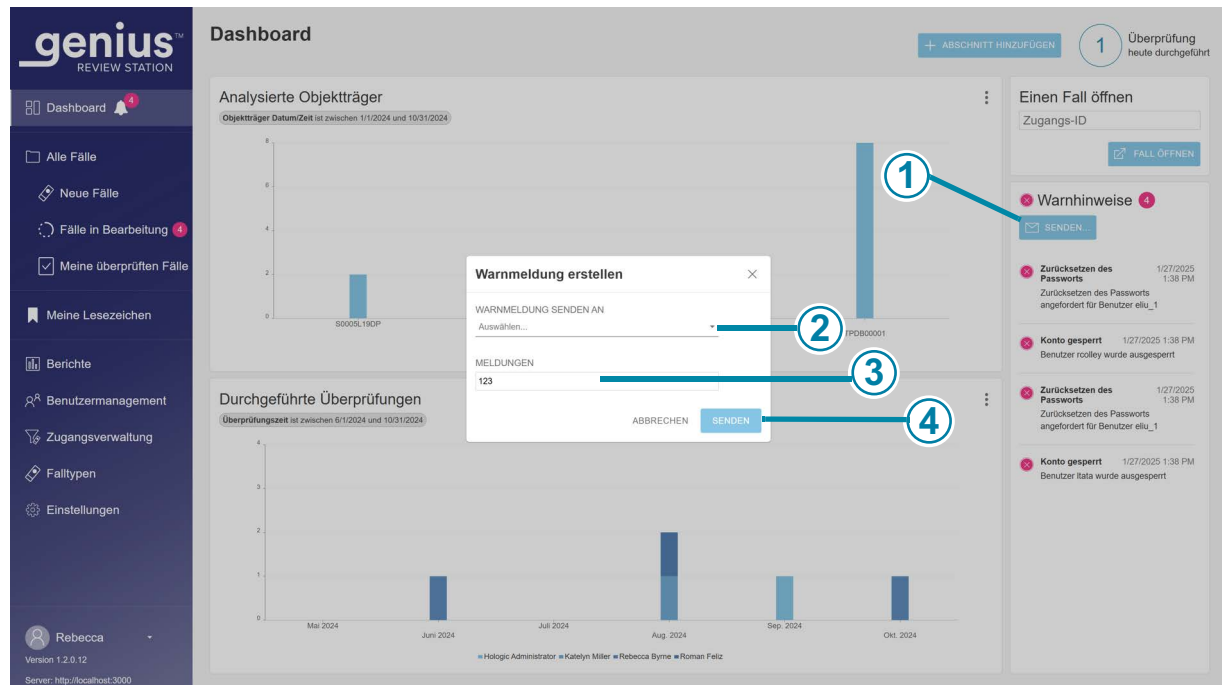 genius™
REVIEW STATION
Dashboard 4
Alle Fälle
Neue Fälle
Fälle in Bearbeitung 4
Meine überprüften Fälle
Meine Lesezeichen
Berichte
Benutzermanagement
Zugangsverwaltung
Falltypen
Einstellungen
Rebecca
Version 1.2.0.12
Server: http://localhost:3000
Dashboard
+ ABSCHNITT HINZUFÜGEN
1
Überprüfung
heute durchgeführt
Analysierte Objektträger
Objektträger Datum/Zeit ist zwischen 1/1/2024 und 10/31/2024
8
6
4
2
0
S0005L19DP
TPDB00001
Durchgeführte Überprüfungen
Überprüfungszeit ist zwischen 6/1/2024 und 10/31/2024
4
3
2
1
0
Mai 2024
Juni 2024
Juli 2024
Aug. 2024
Sep. 2024
Okt. 2024
Hologic Administrator Katelyn Miller Rebecca Byrne Roman Feliz
Warnmeldung erstellen
WARNMELDUNG SENDEN AN
Auswählen...
MELDUNGEN
123
ABBRECHEN SENDEN
1
2
3
4
Einen Fall öffnen
Zugangs-ID
FALL ÖFFNEN
Warnhinweise 4
SENDEN...
Zurücksetzen des 1/27/2025
Passworts 1:38 PM
Zurücksetzen des Passworts
angefordert für Benutzer eliu_1
Konto gesperrt 1/27/2025 1:38 PM
Benutzer rcolley wurde ausgesperrt
Zurücksetzen des 1/27/2025
Passworts 1:38 PM
Zurücksetzen des Passworts
angefordert für Benutzer eliu_1
Konto gesperrt 1/27/2025 1:38 PM
Benutzer ltata wurde ausgesperrt